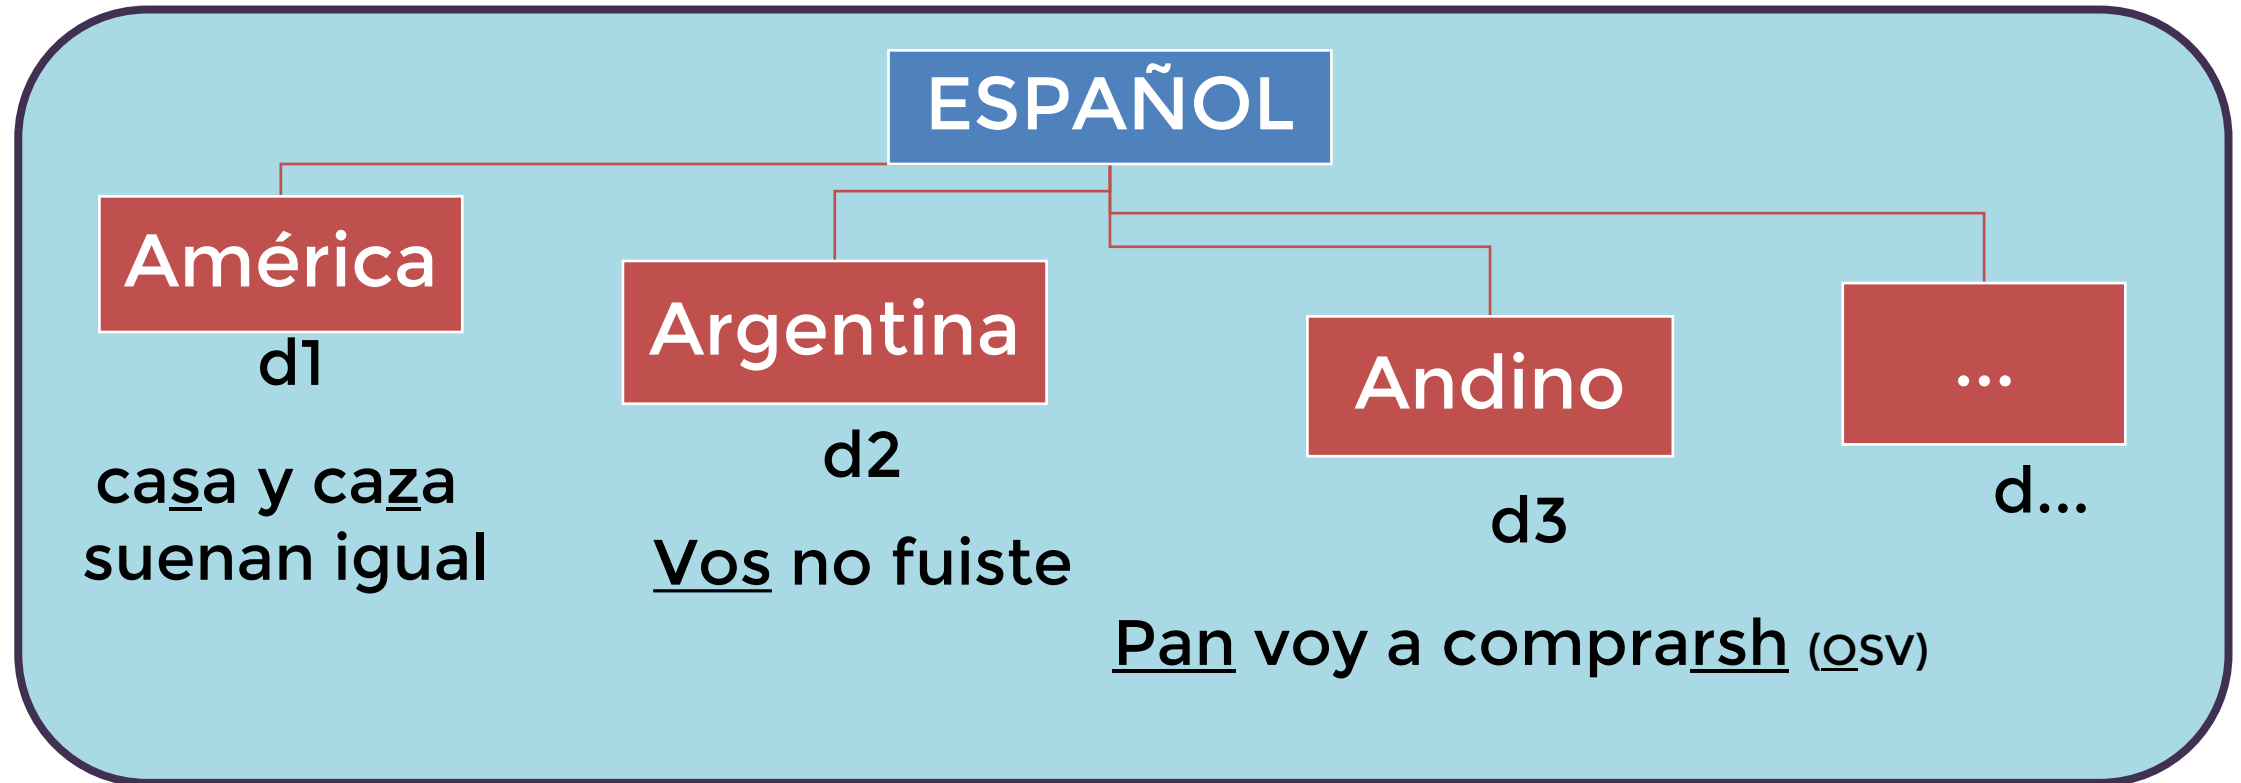 ESPAÑOL
América
d1
casa y caza
suenan igual
Argentina
d2
Vos no fuiste
Andino
d3
Pan voy a comprarsh (OSV)
...
d...